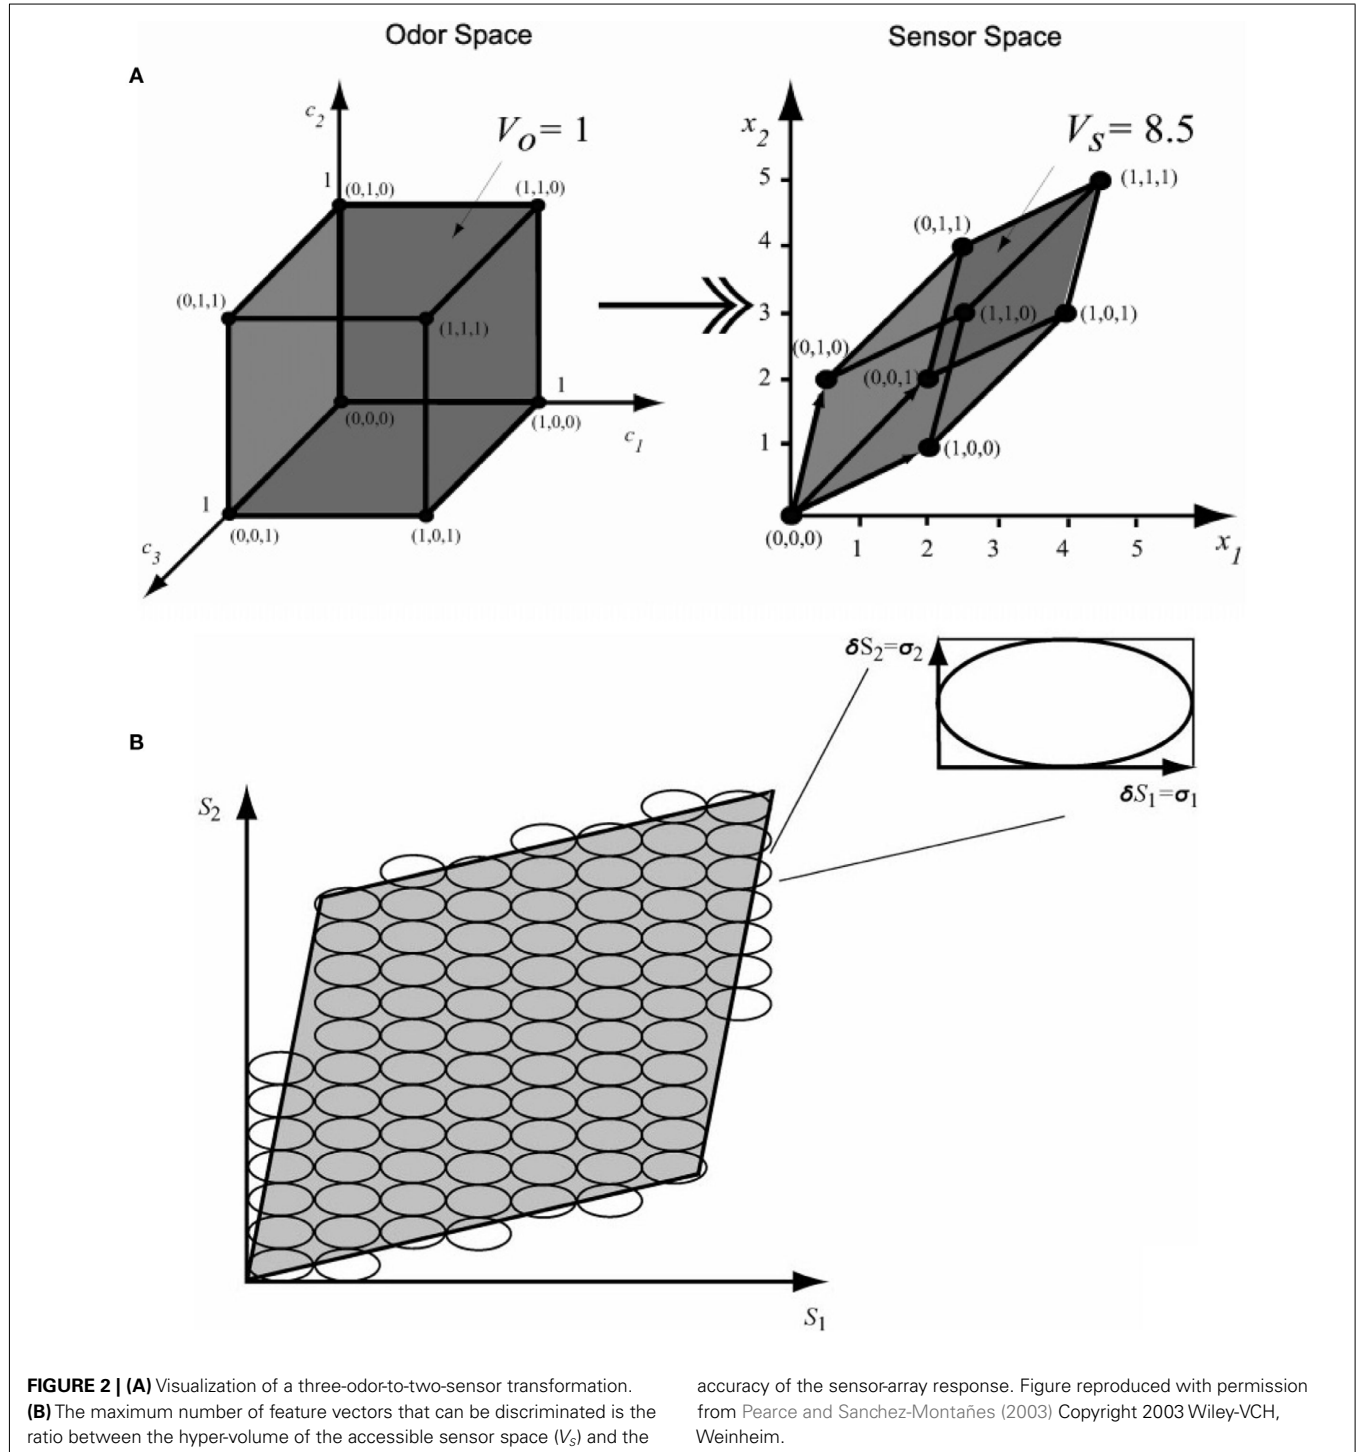 Odor Space
Sensor Space
A
c2
VO= 1
1
(0,1,0)
(1,1,0)
(0,1,1)
(1,1,1)
(0,0,0)
1
(1,0,0)
c1
1
(0,0,1)
(1,0,1)
c3
x2
VS= 8.5
5
(1,1,1)
(0,1,1)
4
3
(1,1,0)
(1,0,1)
(0,1,0)
2
(0,0,1)
1
(1,0,0)
(0,0,0)
1
2
3
4
5
x1
B
δS2=σ2
δS1=σ1
S2
S1
FIGURE 2 | (A) Visualization of a three-odor-to-two-sensor transformation.
(B) The maximum number of feature vectors that can be discriminated is the
ratio between the hyper-volume of the accessible sensor space (VS) and the
accuracy of the sensor-array response. Figure reproduced with permission
from Pearce and Sanchez-Montañes (2003) Copyright 2003 Wiley-VCH,
Weinheim.